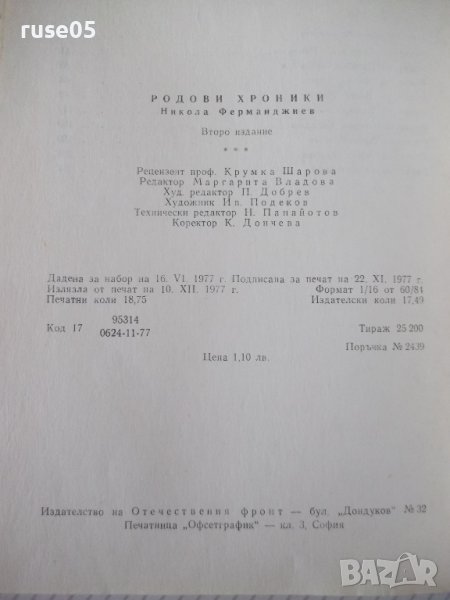 ruse05
РОДОВИ ХРОНИКИ
Никола Ферманджиев
Второ издание
* * *
Рецензент проф. Крумка Шарова
Редактор Маргарита Владова
Худ. редактор П. Добрев
Художник Ив. Подеков
Технически редактор Н. Панайотов
Коректор К. Дончева
Дадена за набор на 16. VI. 1977 г. Подписана за печат на 22. XI. 1977 г.
Излязла от печат на 10. XII. 1977 г. Формат 1/16 от 60/84
Печатни коли 18,75 Издателски коли 17,49
Код 17 95314 / 0624-11-77 Тираж 25 200
Поръчка № 2439
Цена 1,10 лв.
Издателство на Отечествения фронт — бул. „Дондуков" № 32
Печатница „Офсетграфик" — кл. 3, София
BAZAR
.bg